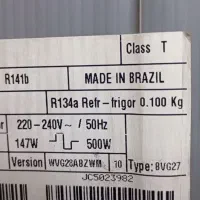 Class T
R141b
MADE IN BRAZIL
R134a Refr-frigor 0.100 Kg
220-240V~ / 50Hz
147W 500W
Version WVG28ABZWM 10 Type: BVG27
JC5023982